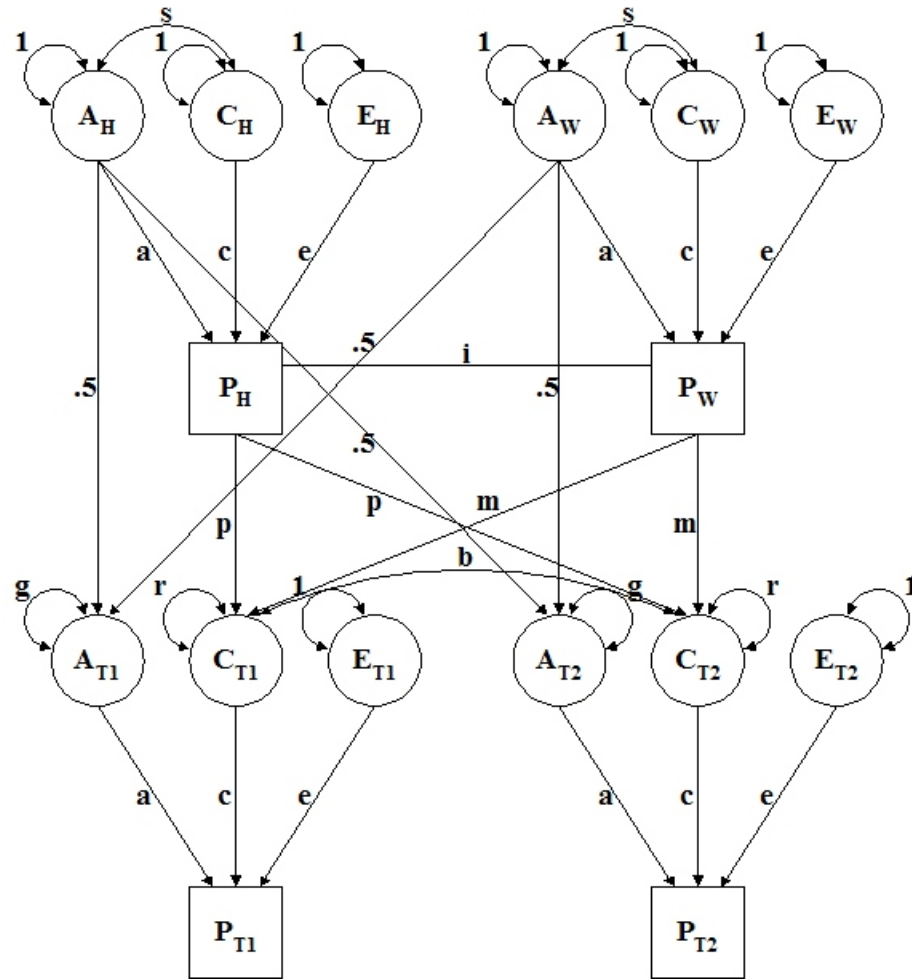 s s
1 1 1 1 1 1
A_H C_H E_H A_W C_W E_W
a c e a c e
.5
i
P_H P_W
.5 .5
.5
p m
p m
b
g r 1 g r 1
A_T1 C_T1 E_T1 A_T2 C_T2 E_T2
a c e a c e
P_T1 P_T2